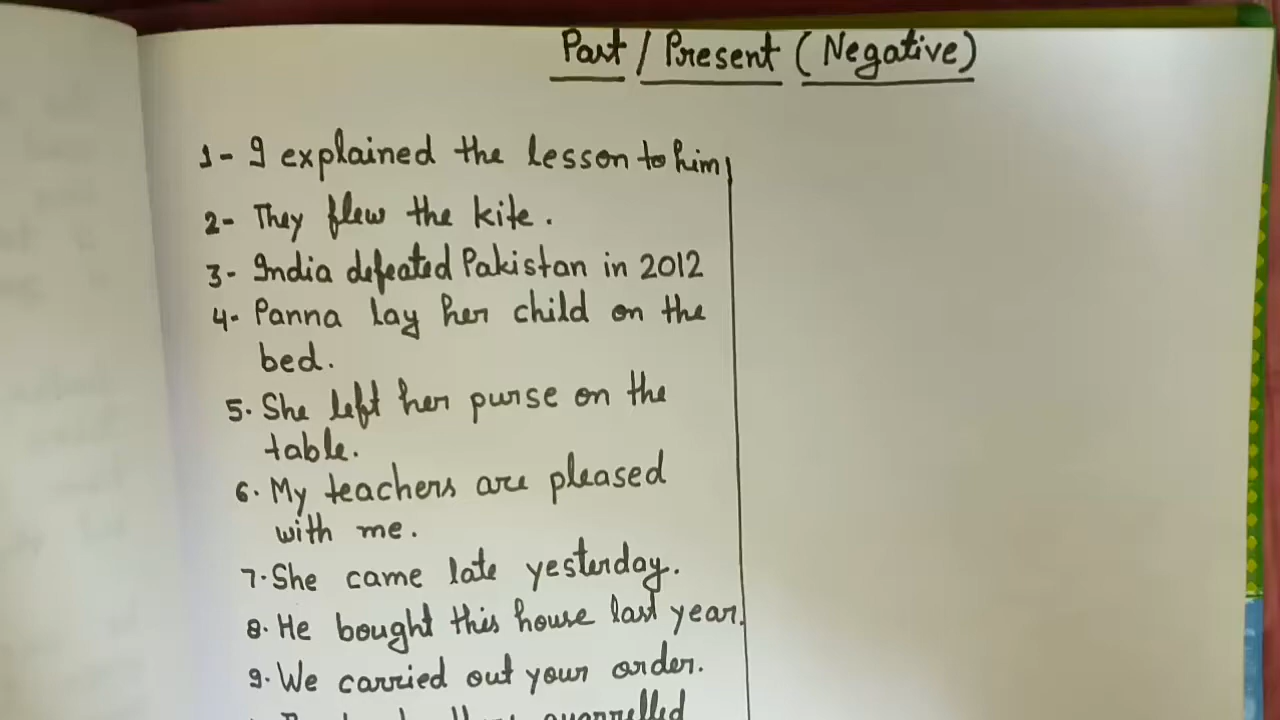 Past / Present (Negative)
1- I explained the lesson to him
2- They flew the kite.
3- India defeated Pakistan in 2012
4- Panna lay her child on the
bed.
5. She left her purse on the
table.
6. My teachers are pleased
with me.
7. She came late yesterday.
8. He bought this house last year.
9. We carried out your order.
quarrelled